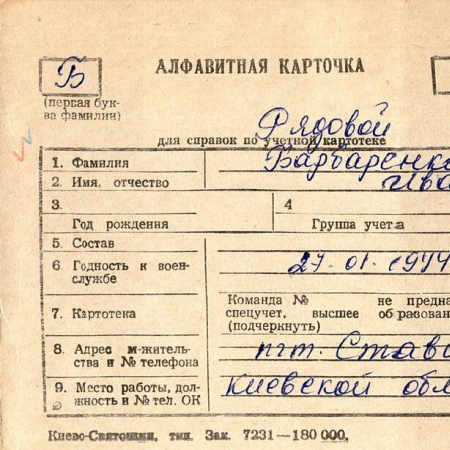 Б
АЛФАВИТНАЯ КАРТОЧКА
(первая бук-
ва фамилии)
Рядовой
для справок по учетной картотеке
1. Фамилия Барбаренко
2. Имя, отчество Ива
3.
4
Год рождения
Группа учета
5. Состав
6. Годность к воен-
службе
27.01.1944
7. Картотека
Команда № не предна
спецучет, высшее образован
(подчеркнуть)
8. Адрес м-житель-
ства и № телефона
пгт. Стави
9. Место работы, дол-
жность и № тел. ОК
Киевской обл
Киево-Святошин, тип. Зак. 7231—180 000.